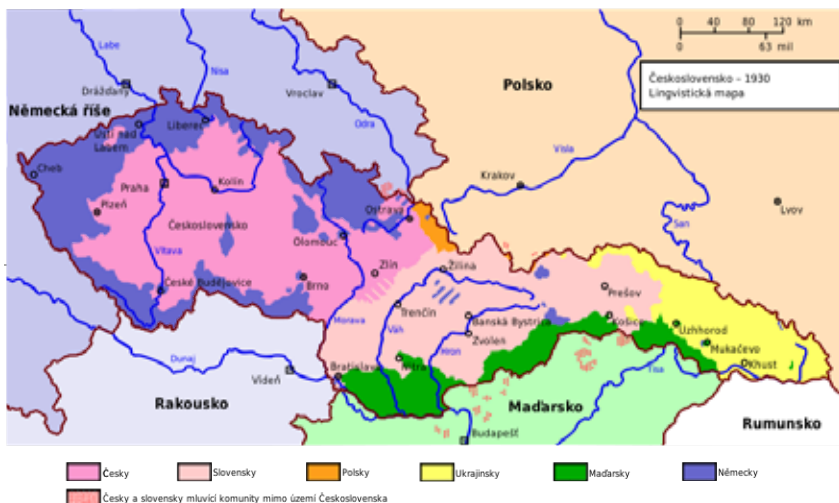 0 40 80 120 km
0 63 mil
Československo – 1930
Lingvistická mapa
Labe
Nisa
Drážďany
Vroclav
Polsko
Německá říše
Liberec
Ústí nad
Labem
Odra
Visla
Cheb
Praha
Kolín
Krakov
Plzeň
Lvov
Ostrava
San
Československo
Olomouc
Vltava
Zlín
Žilina
České Budějovice
Brno
Prešov
Trenčín
Morava
Váh
Banská Bystrica
Košice
Uzhhorod
Zvolen
Mukačevo
Dunaj
Hron
Nitra
Khust
Vídeň
Bratislava
Tisa
Rakousko
Maďarsko
Rumunsko
Budapešť
Česky
Slovensky
Polsky
Ukrajinsky
Maďarsky
Německy
Česky a slovensky mluvící komunity mimo území Československa